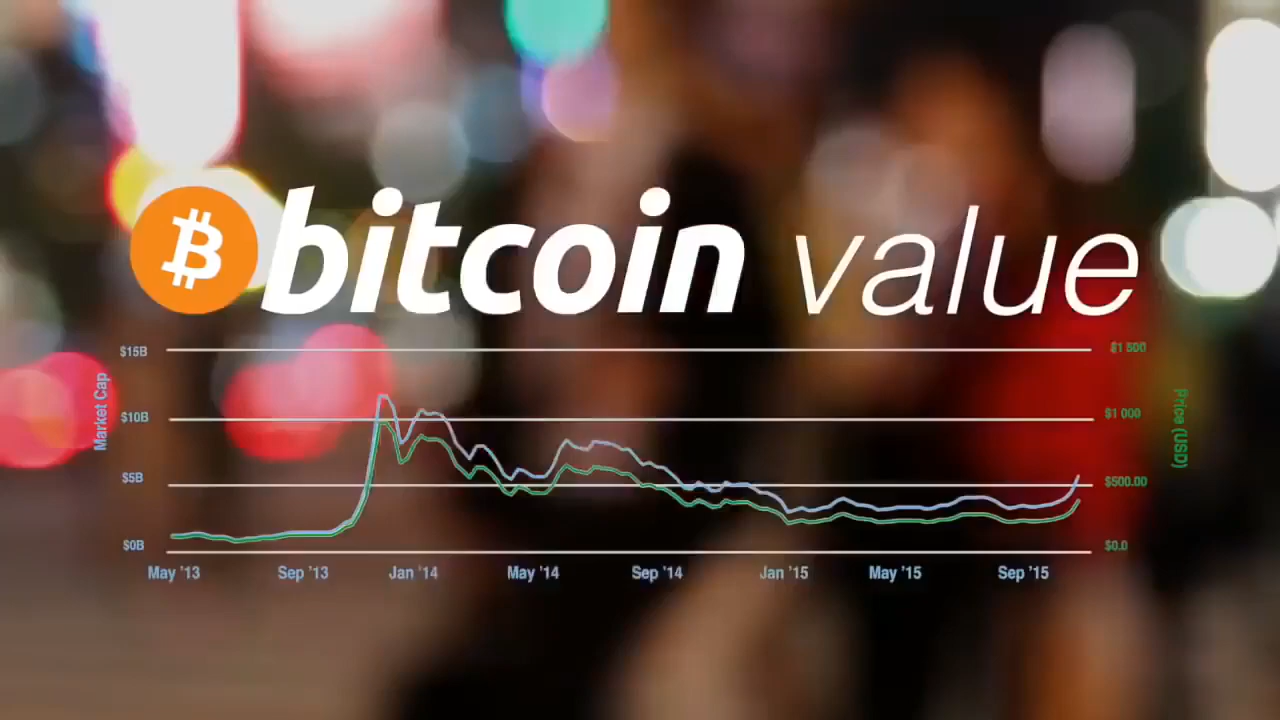 bitcoin value
$15B
$1 500
Market Cap
$10B
$1 000
Price (USD)
$5B
$500.00
$0B
$0.0
May ’13 Sep ’13 Jan ’14 May ’14 Sep ’14 Jan ’15 May ’15 Sep ’15